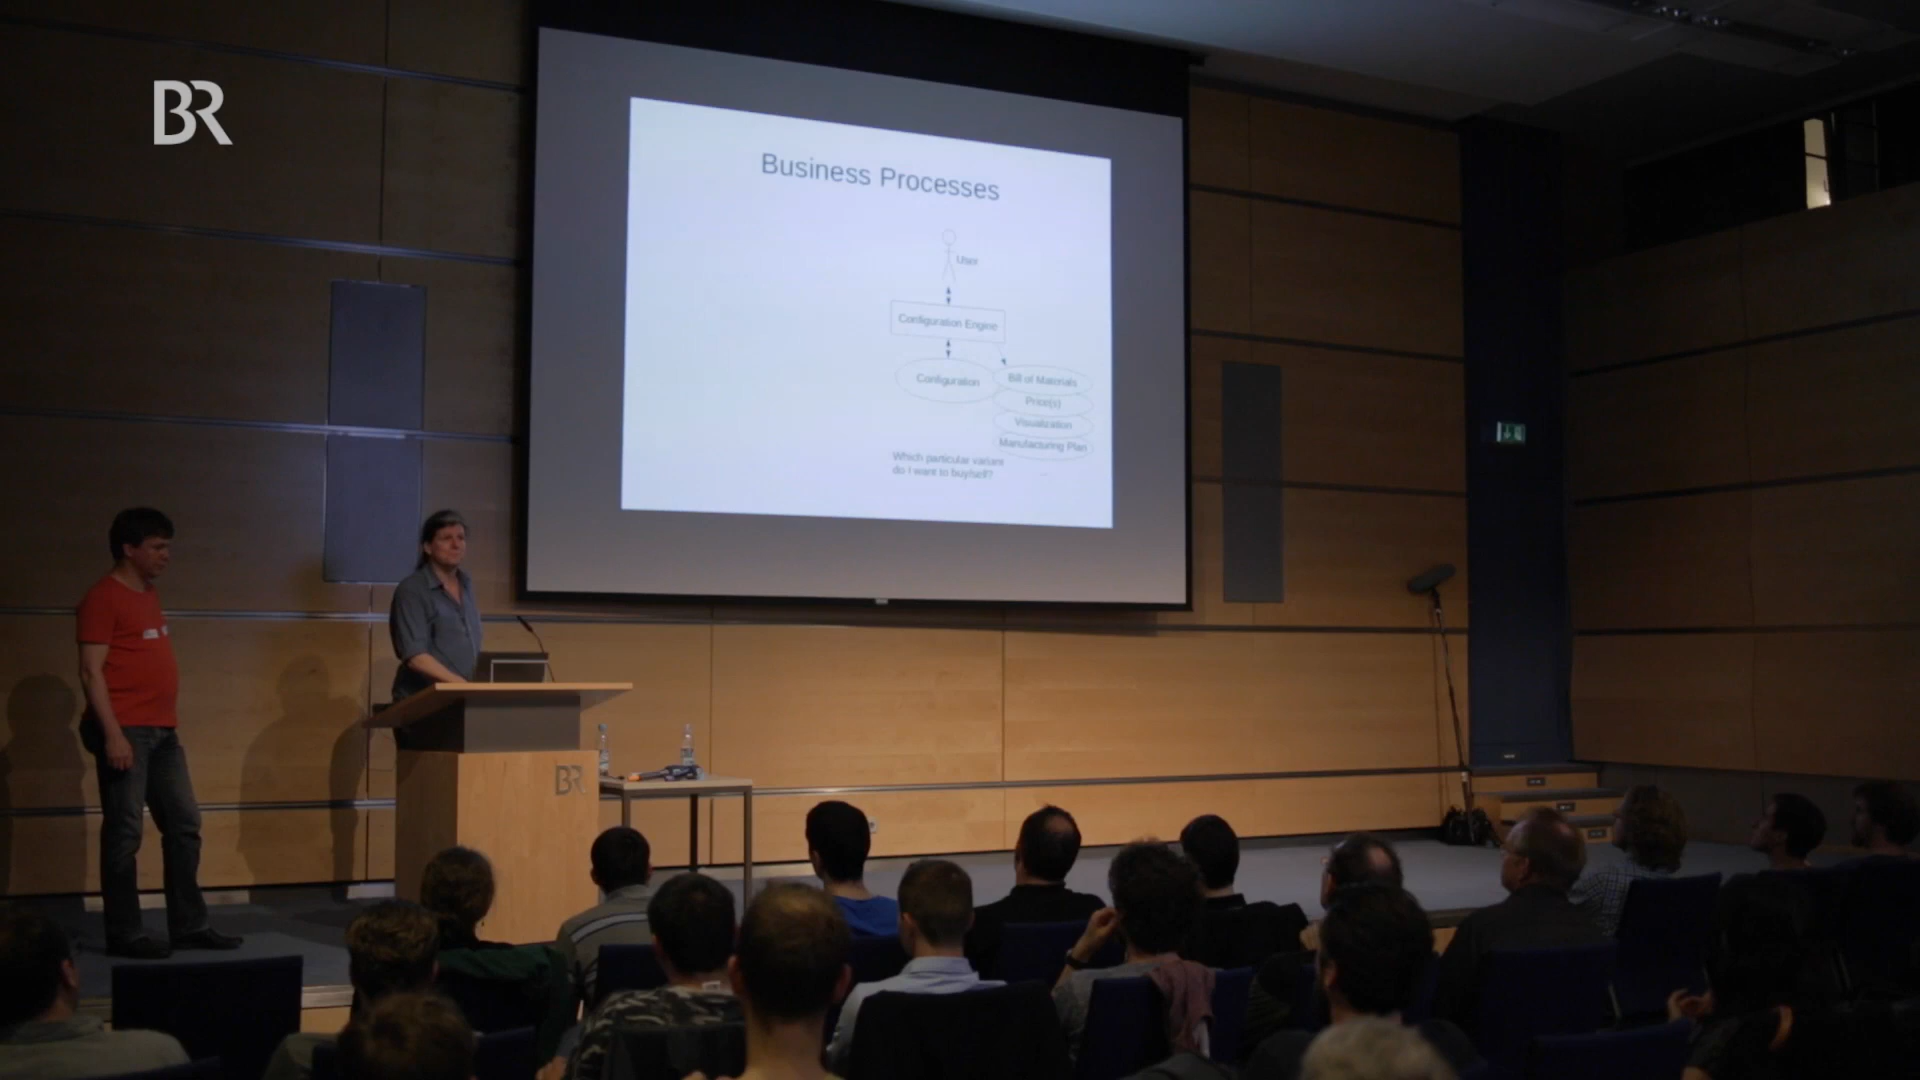 BR
Business Processes
User
Configuration Engine
Configuration
Bill of Materials
Price(s)
Visualization
Manufacturing Plan
Which particular variant
do I want to buy/sell?
BR